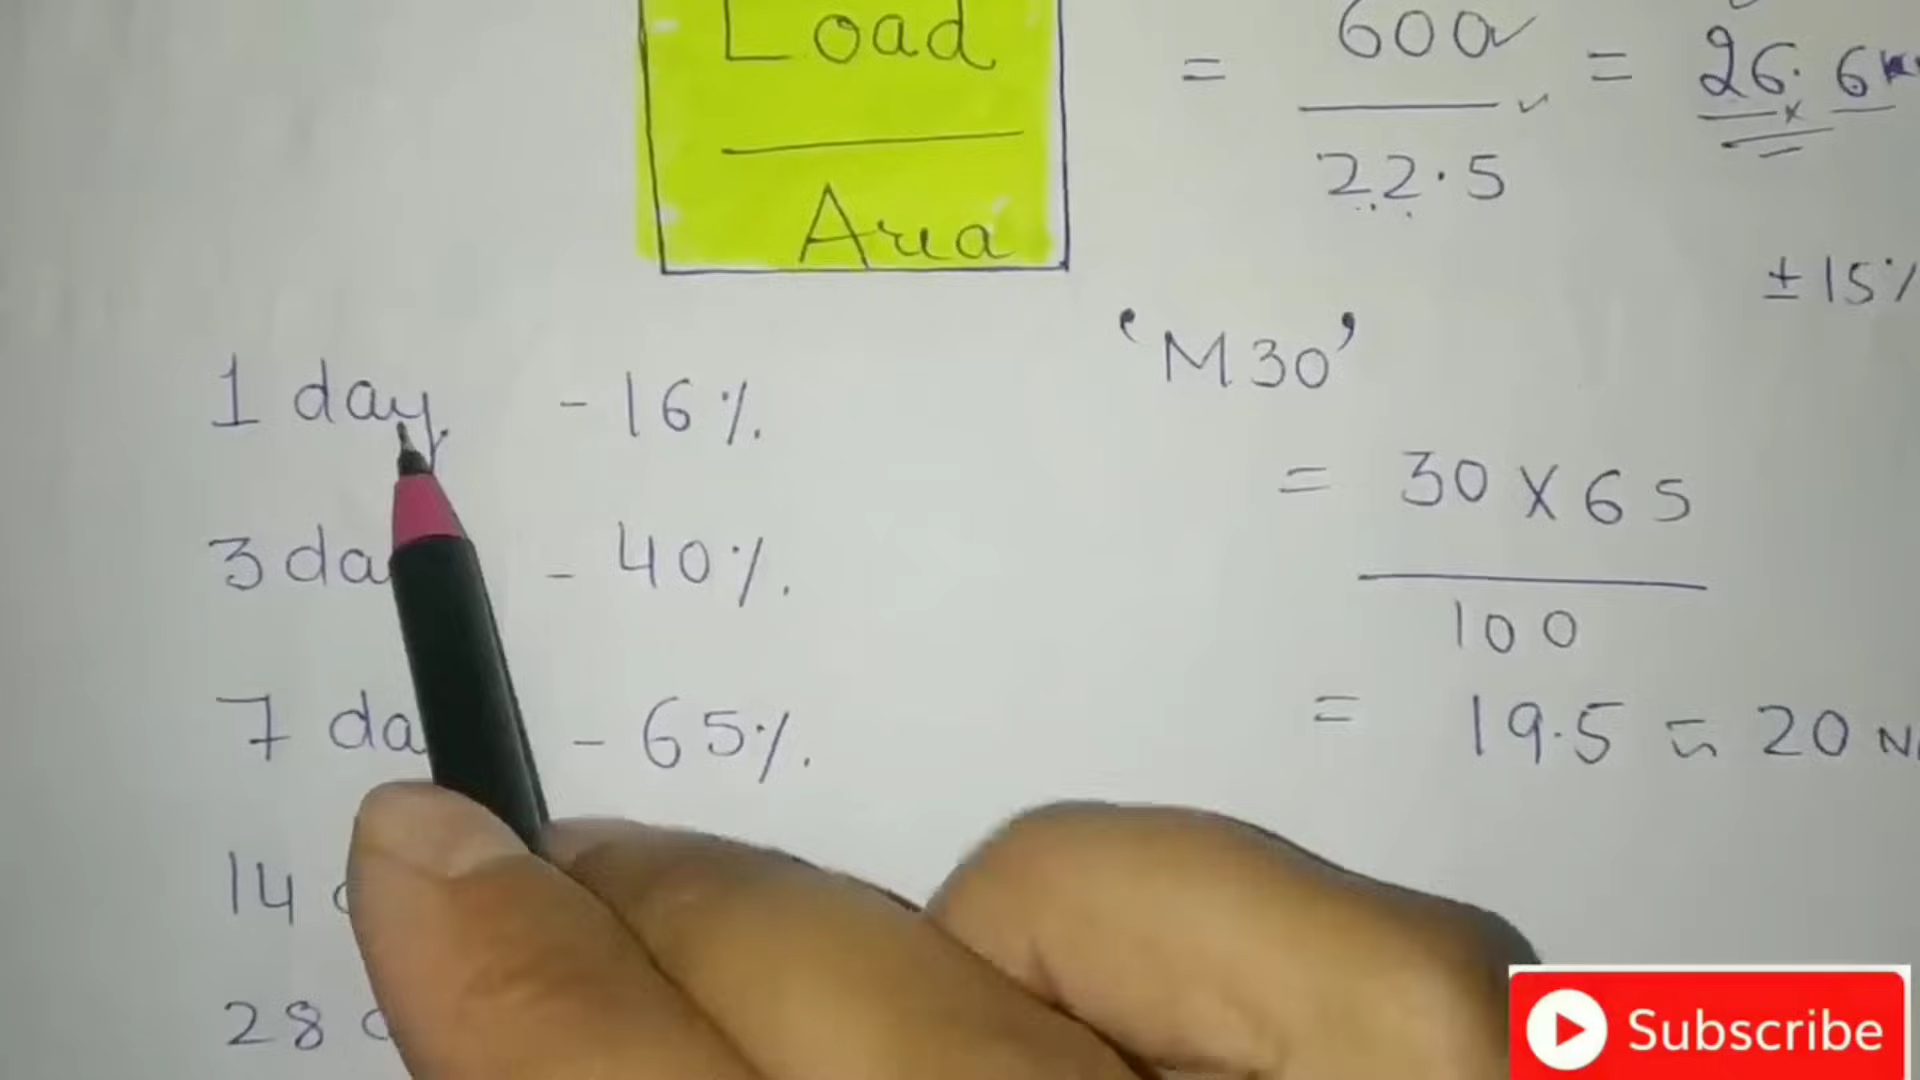 Load
Area
= 600 = 26.6
22.5
± 15%
'M30'
1 day - 16%.
3 da - 40%.
7 da - 65%.
14
28
= 30 X 65
100
= 19.5 ≈ 20 N
Subscribe